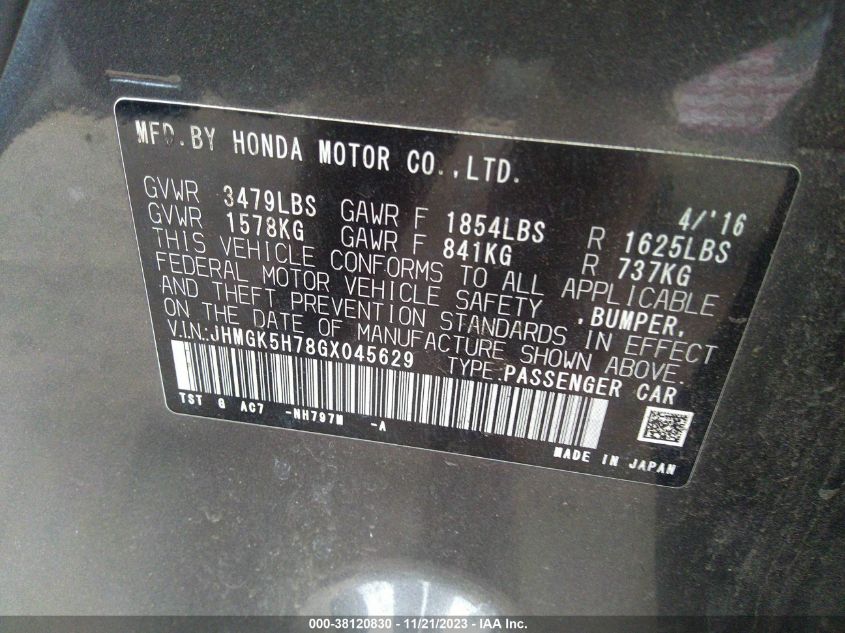 MFD.BY HONDA MOTOR CO.,LTD.
4/'16
GVWR 3479LBS GAWR F 1854LBS R 1625LBS
GVWR 1578KG GAWR F 841KG R 737KG
THIS VEHICLE CONFORMS TO ALL APPLICABLE
FEDERAL MOTOR VEHICLE SAFETY ,BUMPER,
AND THEFT PREVENTION STANDARDS IN EFFECT
ON THE DATE OF MANUFACTURE SHOWN ABOVE.
V.I.N.:JHMGK5H78GX045629 TYPE:PASSENGER CAR
TST @ AC7 -NH797M -A
MADE IN JAPAN
000-38120830 - 11/21/2023 - IAA Inc.